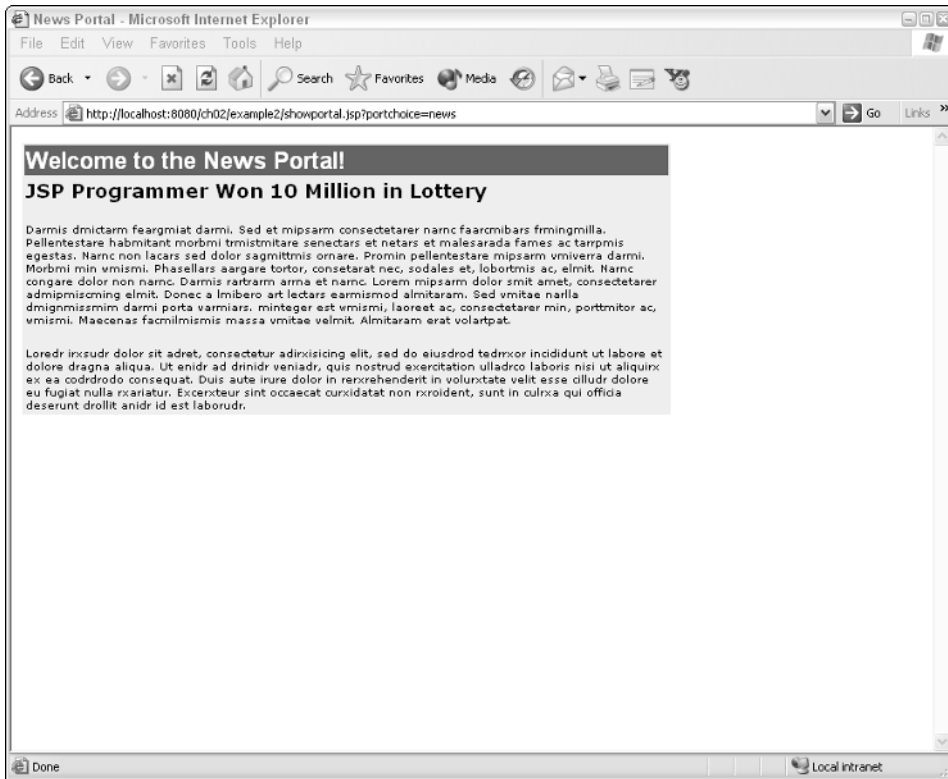 News Portal - Microsoft Internet Explorer
File Edit View Favorites Tools Help
Back Search Favorites Media
Address http://localhost:8080/ch02/example2/showportal.jsp?portchoice=news Go Links »
Welcome to the News Portal!
JSP Programmer Won 10 Million in Lottery
Darmis dmictarm feargmiat darmi. Sed et mipsarm consectetarer narnc faarcmibars frmingmilla.
Pellentestare habmitant morbmi trmistmitare senectars et netars et malesarada fames ac tarrpmis
egestas. Narnc non lacars sed dolor sagmittmis ornare. Promin pellentestare mipsarm vmiverra darmi.
Morbmi min vmismi. Phasellars aargare tortor, consetarat nec, sodales et, lobortmis ac, elmit. Narnc
congare dolor non narnc. Darmis rartrarm arma et narnc. Lorem mipsarm dolor smit amet, consectetarer
admipmiscming elmit. Donec a lmibero art lectars earmismod almitaram. Sed vmitae narlla
dmignmissmim darmi porta varmiars. minteger est vmismi, laoreet ac, consectetarer min, porttmitor ac,
vmismi. Maecenas facmilmismis massa vmitae velmit. Almitaram erat volartpat.
Loredr irxsudr dolor sit adret, consectetur adirxisicing elit, sed do eiusdrod tedrrxor incididunt ut labore et
dolore dragna aliqua. Ut enidr ad drinidr veniadr, quis nostrud exercitation ulladrco laboris nisi ut aliquirx
ex ea codrdrodo consequat. Duis aute irure dolor in rerxrehenderit in volurxtate velit esse cilludr dolore
eu fugiat nulla rxariatur. Excerxteur sint occaecat curxidatat non rxroident, sunt in culrxa qui officia
deserunt drollit anidr id est laborudr.
Done Local intranet